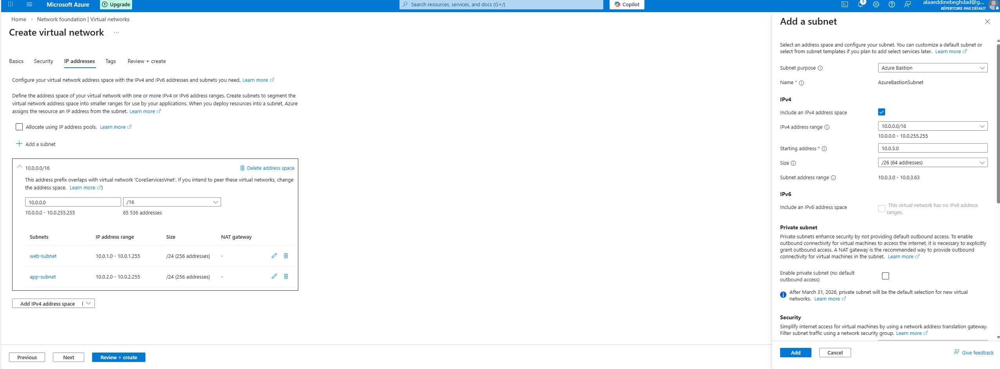 Microsoft Azure
Upgrade
Search resources, services, and docs (G+/)
Copilot
6
alaaeddinebeghdad@g...
RÉPERTOIRE PAR DÉFAUT
Home > Network foundation | Virtual networks
Create virtual network ...
Basics Security IP addresses Tags Review + create
Configure your virtual network address space with the IPv4 and IPv6 addresses and subnets you need. Learn more
Define the address space of your virtual network with one or more IPv4 or IPv6 address ranges. Create subnets to segment the
virtual network address space into smaller ranges for use by your applications. When you deploy resources into a subnet, Azure
assigns the resource an IP address from the subnet. Learn more
Allocate using IP address pools. Learn more
Add a subnet
10.0.0.0/16 Delete address space
This address prefix overlaps with virtual network 'CoreServicesVnet'. If you intend to peer these virtual networks, change
the address space. Learn more )
10.0.0.0 /16
10.0.0.0 - 10.0.255.255 65 536 addresses
Subnets IP address range Size NAT gateway
web-subnet 10.0.1.0 - 10.0.1.255 /24 (256 addresses) -
app-subnet 10.0.2.0 - 10.0.2.255 /24 (256 addresses) -
Add IPv4 address space |
Previous Next Review + create
Add a subnet
Select an address space and configure your subnet. You can customize a default subnet or
select from subnet templates if you plan to add select services later. Learn more
Subnet purpose Azure Bastion
Name * AzureBastionSubnet
IPv4
Include an IPv4 address space
IPv4 address range 10.0.0.0/16
10.0.0.0 - 10.0.255.255
Starting address * 10.0.3.0
Size /26 (64 addresses)
Subnet address range 10.0.3.0 - 10.0.3.63
IPv6
Include an IPv6 address space This virtual network has no IPv6 address
ranges.
Private subnet
Private subnets enhance security by not providing default outbound access. To enable
outbound connectivity for virtual machines to access the internet, it is necessary to explicitly
grant outbound access. A NAT gateway is the recommended way to provide outbound
connectivity for virtual machines in the subnet. Learn more
Enable private subnet (no default
outbound access)
After March 31, 2026, private subnet will be the default selection for new virtual
networks. Learn more
Security
Simplify internet access for virtual machines by using a network address translation gateway.
Filter subnet traffic using a network security group. Learn more
Add Cancel Give feedback